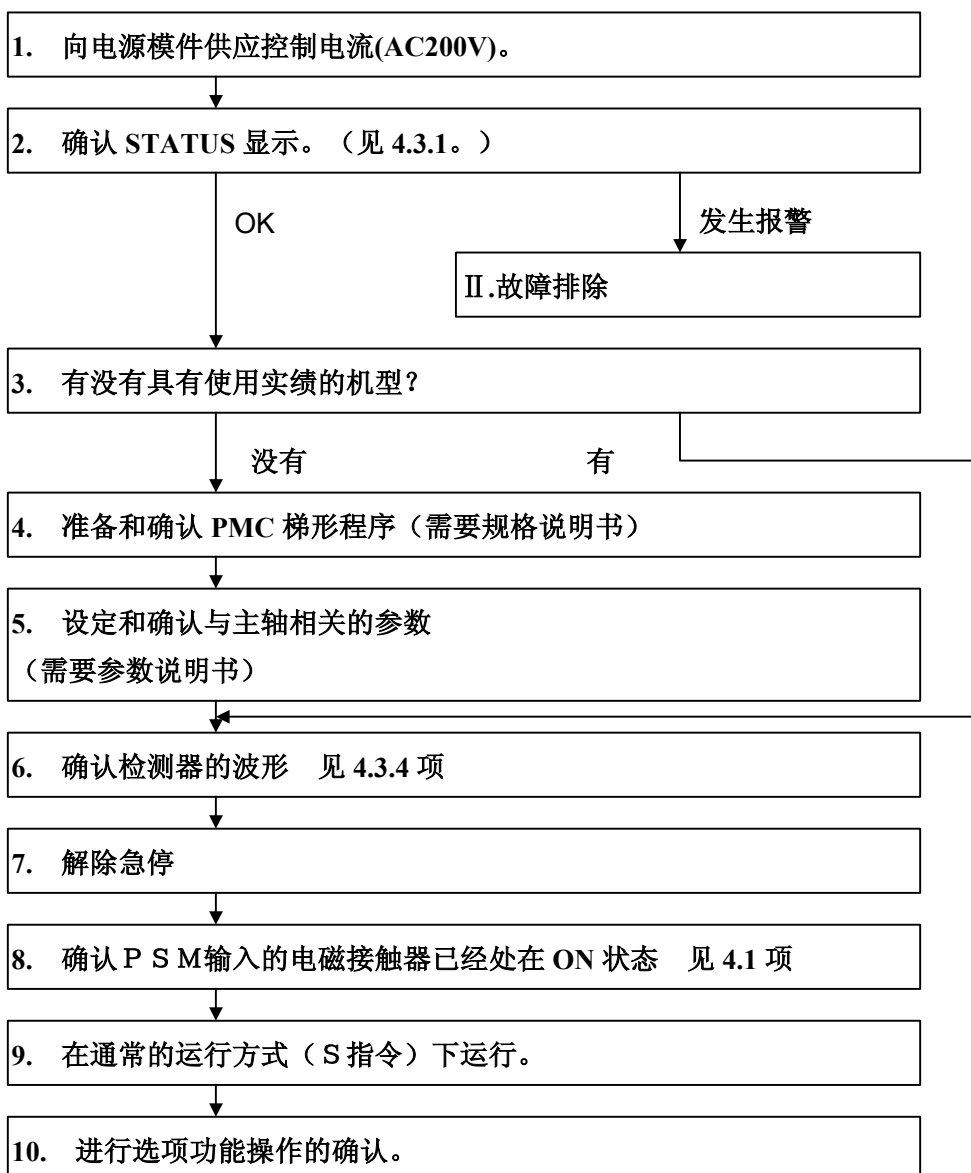 1. 向电源模件供应控制电流(AC200V)。
2. 确认 STATUS 显示。（见 4.3.1。）
OK
发生报警
Ⅱ.故障排除
3. 有没有具有使用实绩的机型？
没有 有
4. 准备和确认 PMC 梯形程序（需要规格说明书）
5. 设定和确认与主轴相关的参数
（需要参数说明书）
6. 确认检测器的波形 见 4.3.4 项
7. 解除急停
8. 确认ＰＳＭ输入的电磁接触器已经处在 ON 状态 见 4.1 项
9. 在通常的运行方式（Ｓ指令）下运行。
10. 进行选项功能操作的确认。